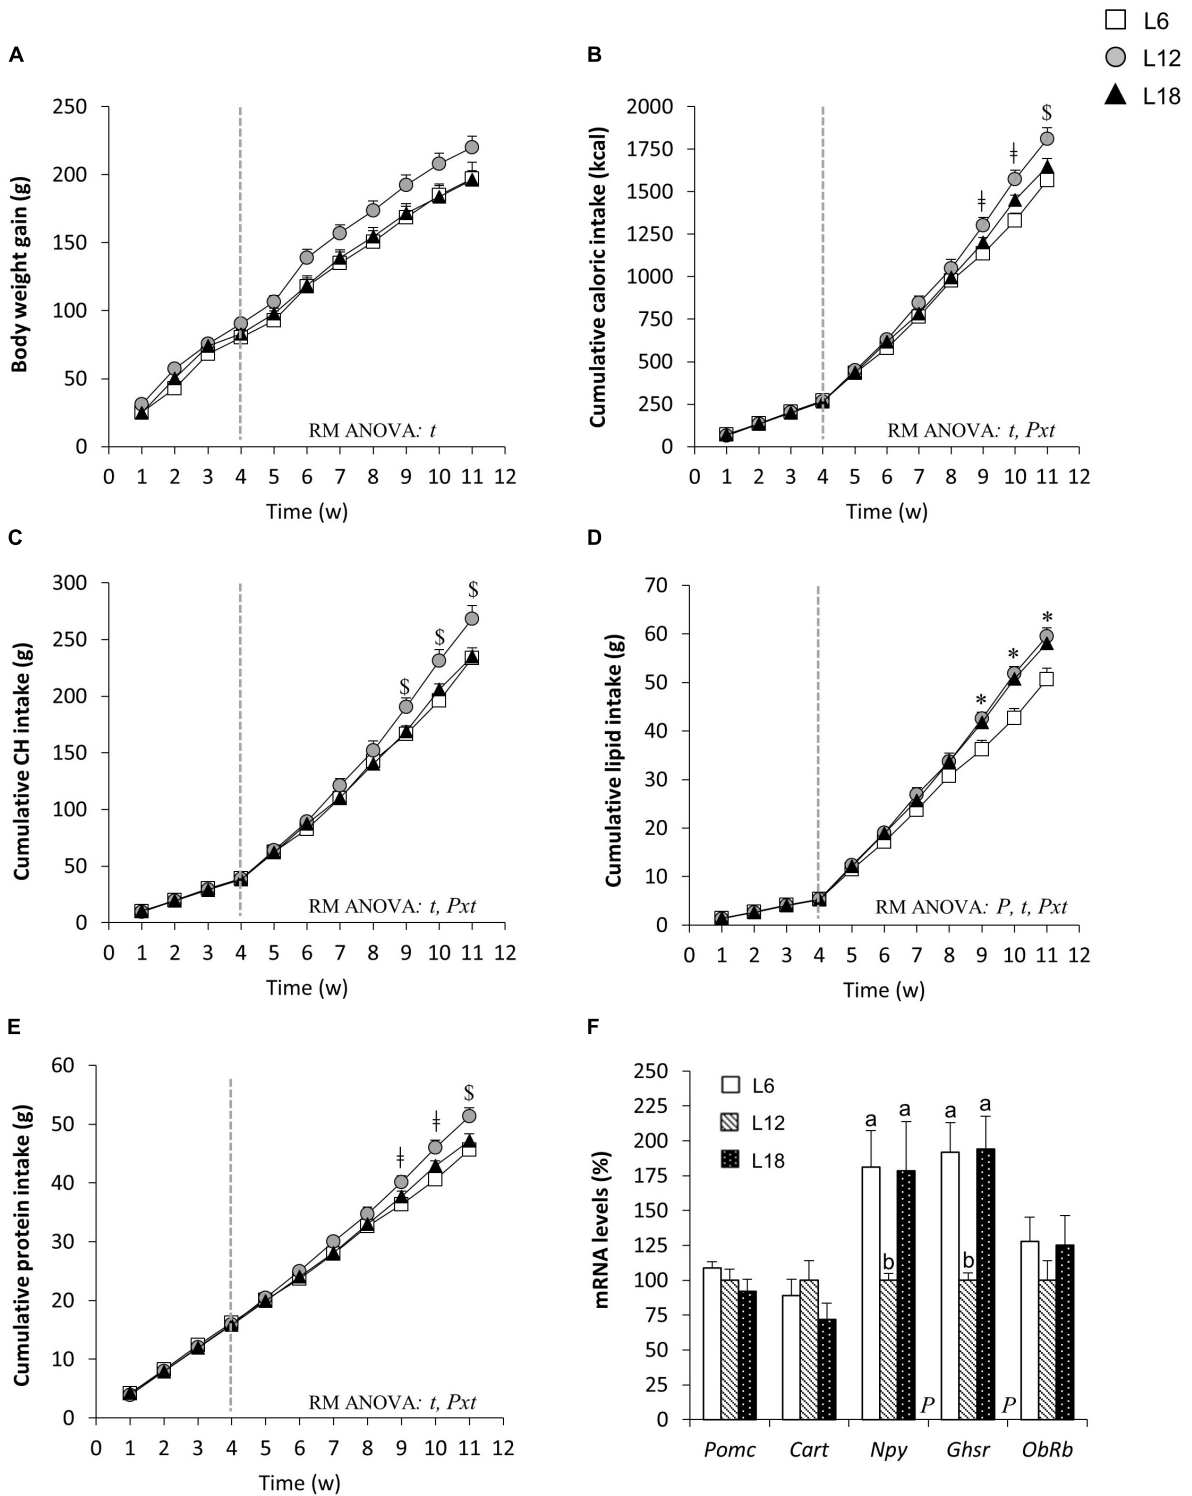 L6
L12
L18
A
250
200
150
100
50
0
Body weight gain (g)
RM ANOVA: t
0 1 2 3 4 5 6 7 8 9 10 11 12
Time (w)
B
2000
1750
1500
1250
1000
750
500
250
0
Cumulative caloric intake (kcal)
ǂ ǂ $
RM ANOVA: t, Pxt
0 1 2 3 4 5 6 7 8 9 10 11 12
Time (w)
C
300
250
200
150
100
50
0
Cumulative CH intake (g)
$ $ $
RM ANOVA: t, Pxt
0 1 2 3 4 5 6 7 8 9 10 11 12
Time (w)
D
70
60
50
40
30
20
10
0
Cumulative lipid intake (g)
* * *
RM ANOVA: P, t, Pxt
0 1 2 3 4 5 6 7 8 9 10 11 12
Time (w)
E
60
50
40
30
20
10
0
Cumulative protein intake (g)
ǂ ǂ $
RM ANOVA: t, Pxt
0 1 2 3 4 5 6 7 8 9 10 11 12
Time (w)
F
250
225
200
175
150
125
100
75
50
25
0
mRNA levels (%)
L6
L12
L18
a b a a b a
P P
Pomc Cart Npy Ghsr ObRb